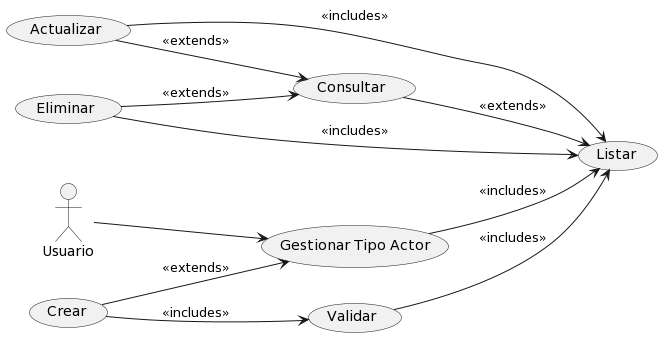 «includes»
Actualizar
«extends»
Consultar
Eliminar
«extends»
«extends»
«includes»
Listar
«includes»
Usuario
Gestionar Tipo Actor
«includes»
«extends»
Crear
«includes»
Validar